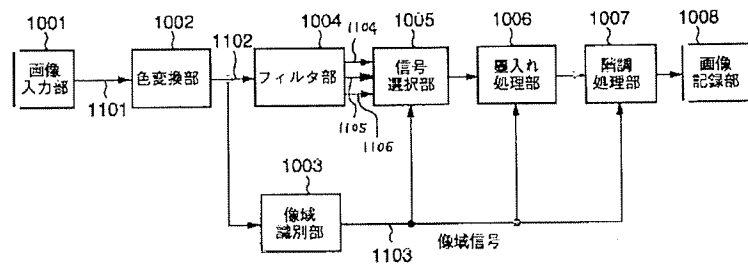 1001
画像
入力部
1101
1002
色変換部
1102
1004
フィルタ部
1104
1105
1106
1005
信号
選択部
1006
墨入れ
処理部
1007
階調
処理部
1008
画像
記録部
1003
像域
識別部
1103
像域信号